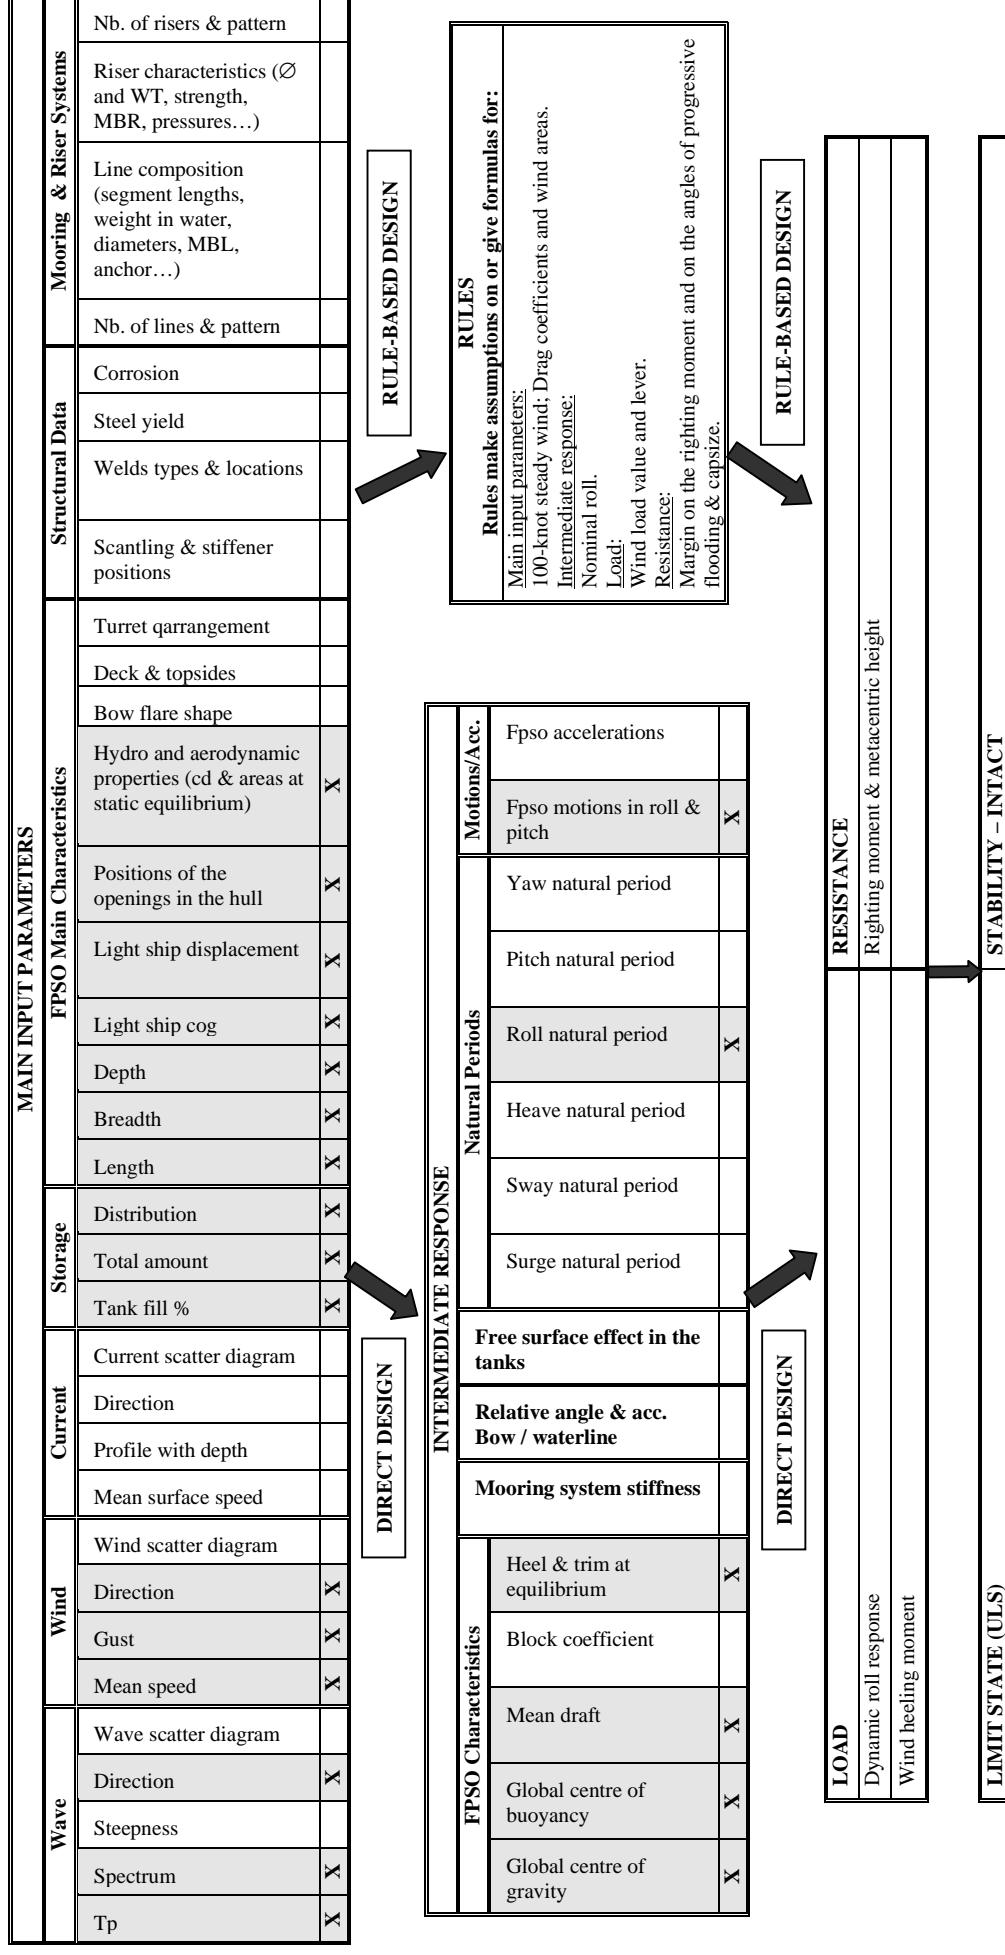 MAIN INPUT PARAMETERS
Mooring & Riser Systems
Nb. of risers & pattern
Riser characteristics (∅
and WT, strength,
MBR, pressures…)
Line composition
(segment lengths,
weight in water,
diameters, MBL,
anchor…)
Nb. of lines & pattern
Structural Data
Corrosion
Steel yield
Welds types & locations
Scantling & stiffener
positions
FPSO Main Characteristics
Turret qarrangement
Deck & topsides
Bow flare shape
Hydro and aerodynamic
properties (cd & areas at
static equilibrium)
X
Positions of the
openings in the hull
X
Light ship displacement
X
Light ship cog
X
Depth
X
Breadth
X
Length
X
Storage
Distribution
X
Total amount
X
Tank fill %
X
Current
Current scatter diagram
Direction
Profile with depth
Mean surface speed
Wind
Wind scatter diagram
Direction
X
Gust
X
Mean speed
X
Wave
Wave scatter diagram
Direction
X
Steepness
Spectrum
X
Tp
X
RULE-BASED DESIGN
DIRECT DESIGN
RULES
Rules make assumptions on or give formulas for:
Main input parameters:
100-knot steady wind; Drag coefficients and wind areas.
Intermediate response:
Nominal roll.
Load:
Wind load value and lever.
Resistance:
Margin on the righting moment and on the angles of progressive
flooding & capsize.
INTERMEDIATE RESPONSE
Motions/Acc.
Fpso accelerations
Fpso motions in roll &
pitch
X
Natural Periods
Yaw natural period
Pitch natural period
Roll natural period
X
Heave natural period
Sway natural period
Surge natural period
Free surface effect in the
tanks
Relative angle & acc.
Bow / waterline
Mooring system stiffness
FPSO Characteristics
Heel & trim at
equilibrium
X
Block coefficient
Mean draft
X
Global centre of
buoyancy
X
Global centre of
gravity
X
RULE-BASED DESIGN
DIRECT DESIGN
LOAD
RESISTANCE
Dynamic roll response
Righting moment & metacentric height
Wind heeling moment
LIMIT STATE (ULS)
STABILITY – INTACT